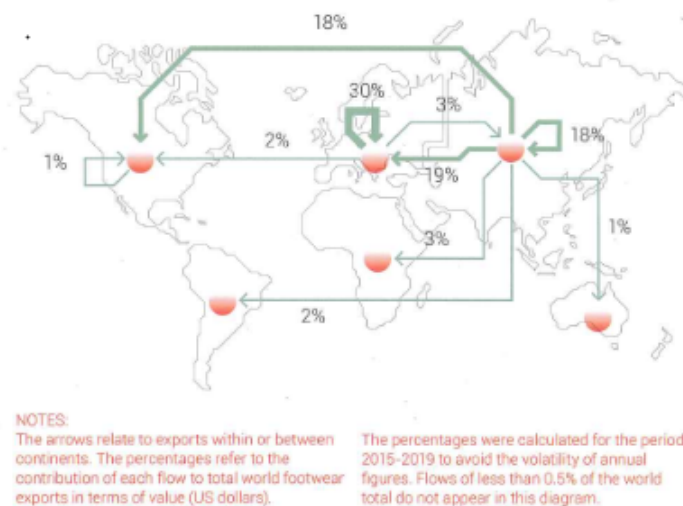 18%
30%
3%
18%
2%
1%
19%
1%
3%
2%
NOTES:
The arrows relate to exports within or between
continents. The percentages refer to the
contribution of each flow to total world footwear
exports in terms of value (US dollars).
The percentages were calculated for the period
2015-2019 to avoid the volatility of annual
figures. Flows of less than 0.5% of the world
total do not appear in this diagram.